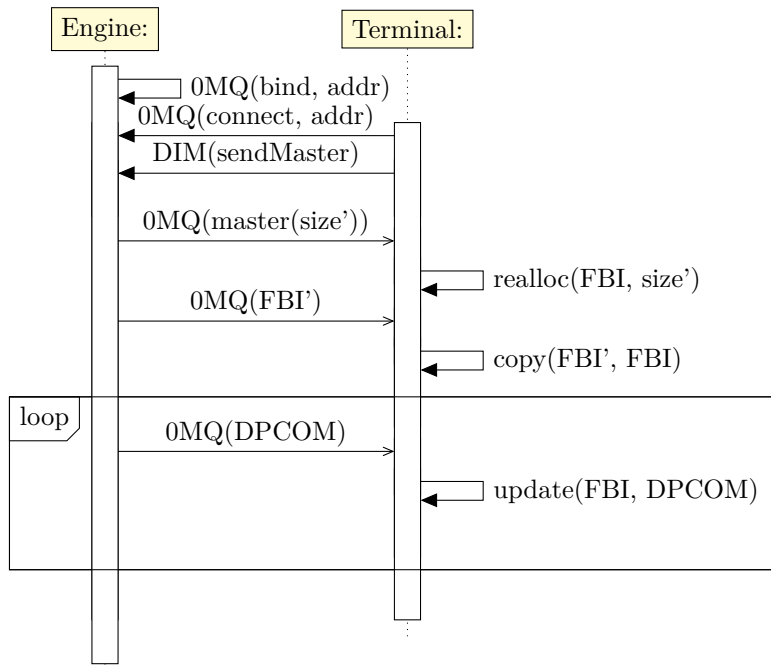 Engine:
Terminal:
0MQ(bind, addr)
0MQ(connect, addr)
DIM(sendMaster)
0MQ(master(size’))
realloc(FBI, size’)
0MQ(FBI’)
copy(FBI’, FBI)
loop
0MQ(DPCOM)
update(FBI, DPCOM)